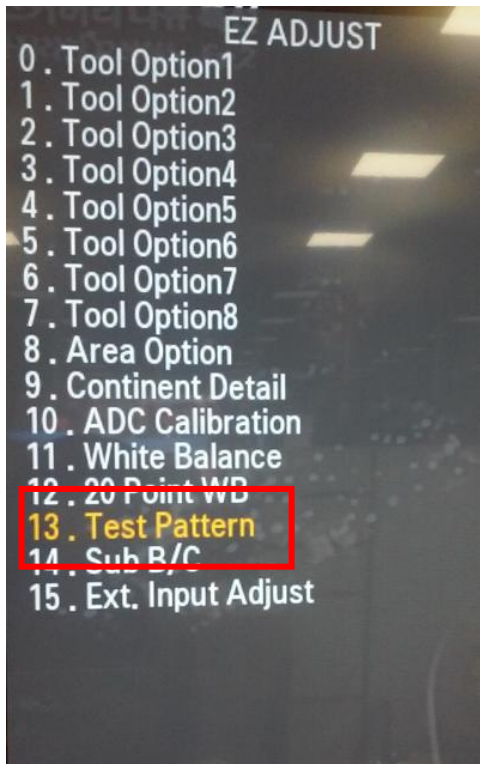 EZ ADJUST
0 . Tool Option1
1 . Tool Option2
2 . Tool Option3
3 . Tool Option4
4 . Tool Option5
5 . Tool Option6
6 . Tool Option7
7 . Tool Option8
8 . Area Option
9 . Continent Detail
10 . ADC Calibration
11 . White Balance
12 . 20 Point WB
13 . Test Pattern
14 . Sub B/C
15 . Ext. Input Adjust